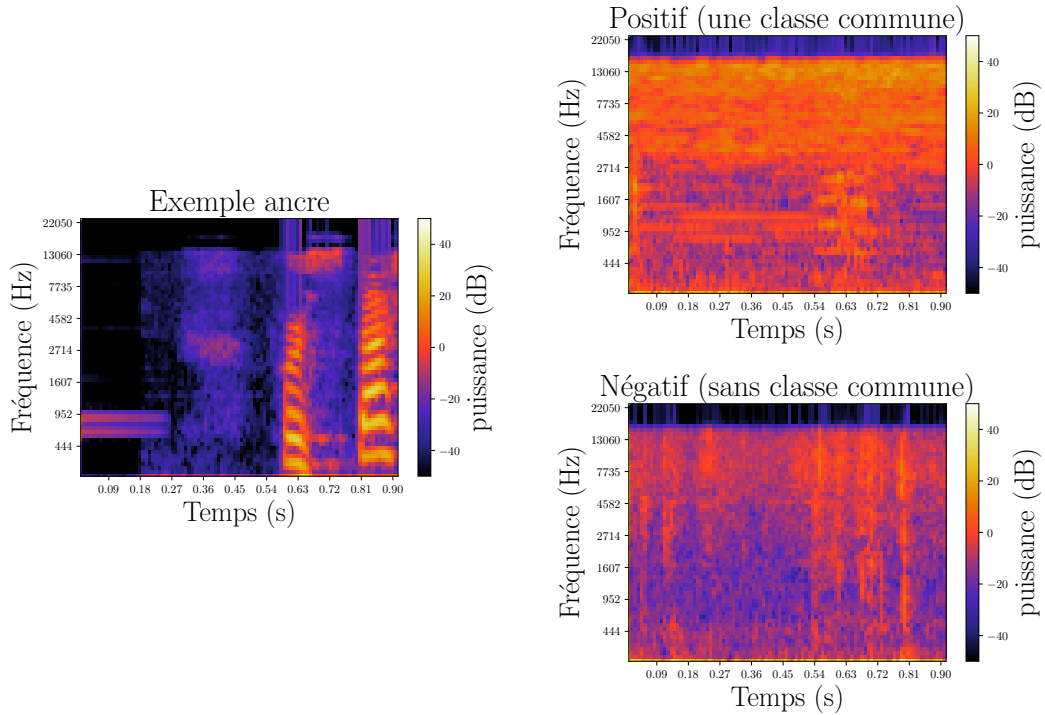 Exemple ancre
Fréquence (Hz)
22050
13060
7735
4582
2714
1607
952
444
0.09 0.18 0.27 0.36 0.45 0.54 0.63 0.72 0.81 0.90
Temps (s)
40
20
0
−20
−40
puissance (dB)
Positif (une classe commune)
Fréquence (Hz)
22050
13060
7735
4582
2714
1607
952
444
0.09 0.18 0.27 0.36 0.45 0.54 0.63 0.72 0.81 0.90
Temps (s)
40
20
0
−20
−40
puissance (dB)
Négatif (sans classe commune)
Fréquence (Hz)
22050
13060
7735
4582
2714
1607
952
444
0.09 0.18 0.27 0.36 0.45 0.54 0.63 0.72 0.81 0.90
Temps (s)
40
20
0
−20
−40
puissance (dB)